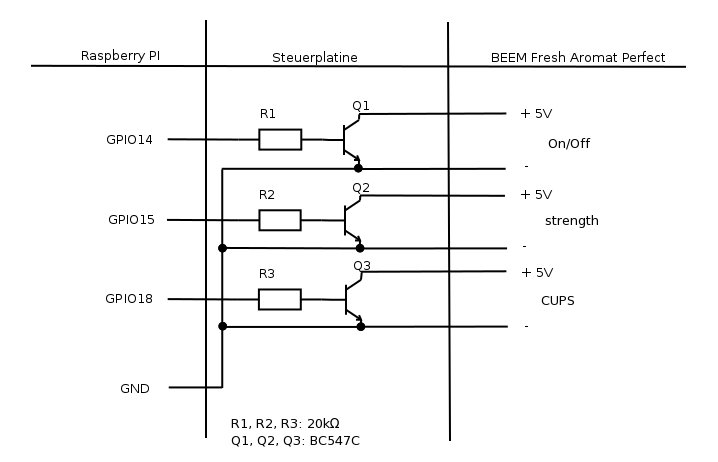 Raspberry PI
Steuerplatine
BEEM Fresh Aromat Perfect
R1
Q1
+ 5V
GPIO14
On/Off
-
R2
Q2
+ 5V
GPIO15
strength
-
R3
Q3
+ 5V
GPIO18
CUPS
-
GND
R1, R2, R3: 20kΩ
Q1, Q2, Q3: BC547C